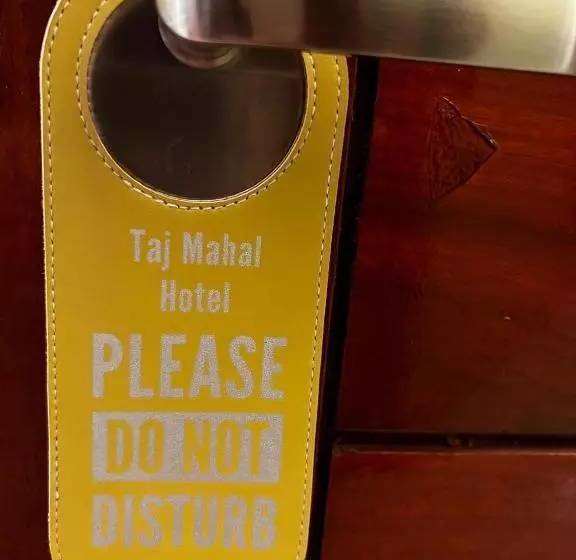 Taj Mahal
Hotel
PLEASE
DO NOT
DISTURB